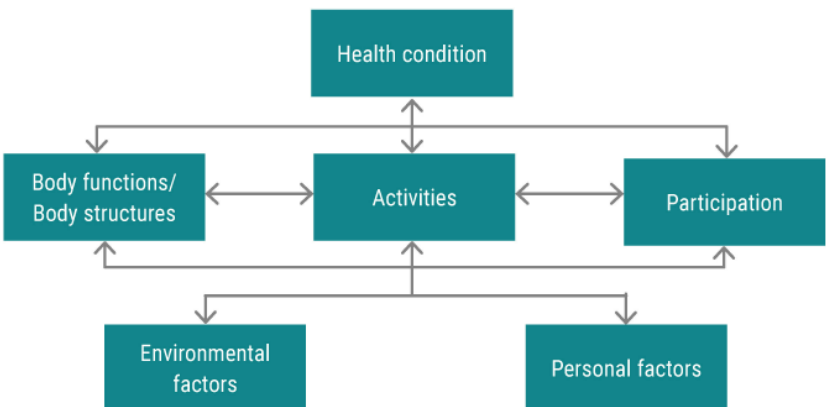 Health condition
Body functions/
Body structures
Activities
Participation
Environmental
factors
Personal factors